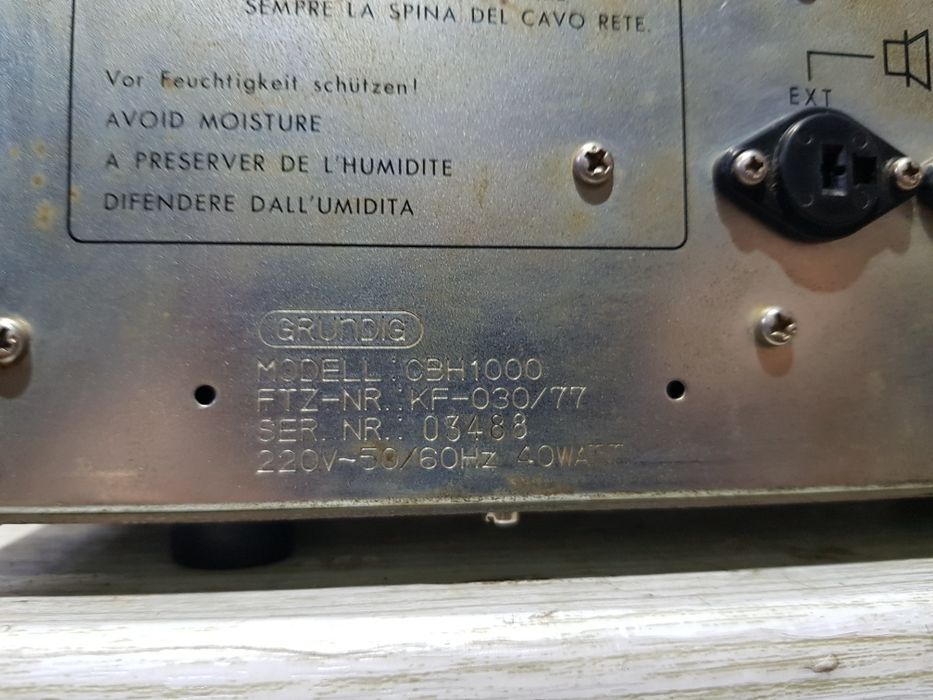 SEMPRE LA SPINA DEL CAVO RETE.
Vor Feuchtigkeit schützen!
AVOID MOISTURE
A PRESERVER DE L'HUMIDITE
DIFENDERE DALL'UMIDITA
EXT
GRUNDIG
MODELL: CBH1000
FTZ-NR.: KF-030/77
SER. NR.: 03488
220V~50/60Hz 40WATT